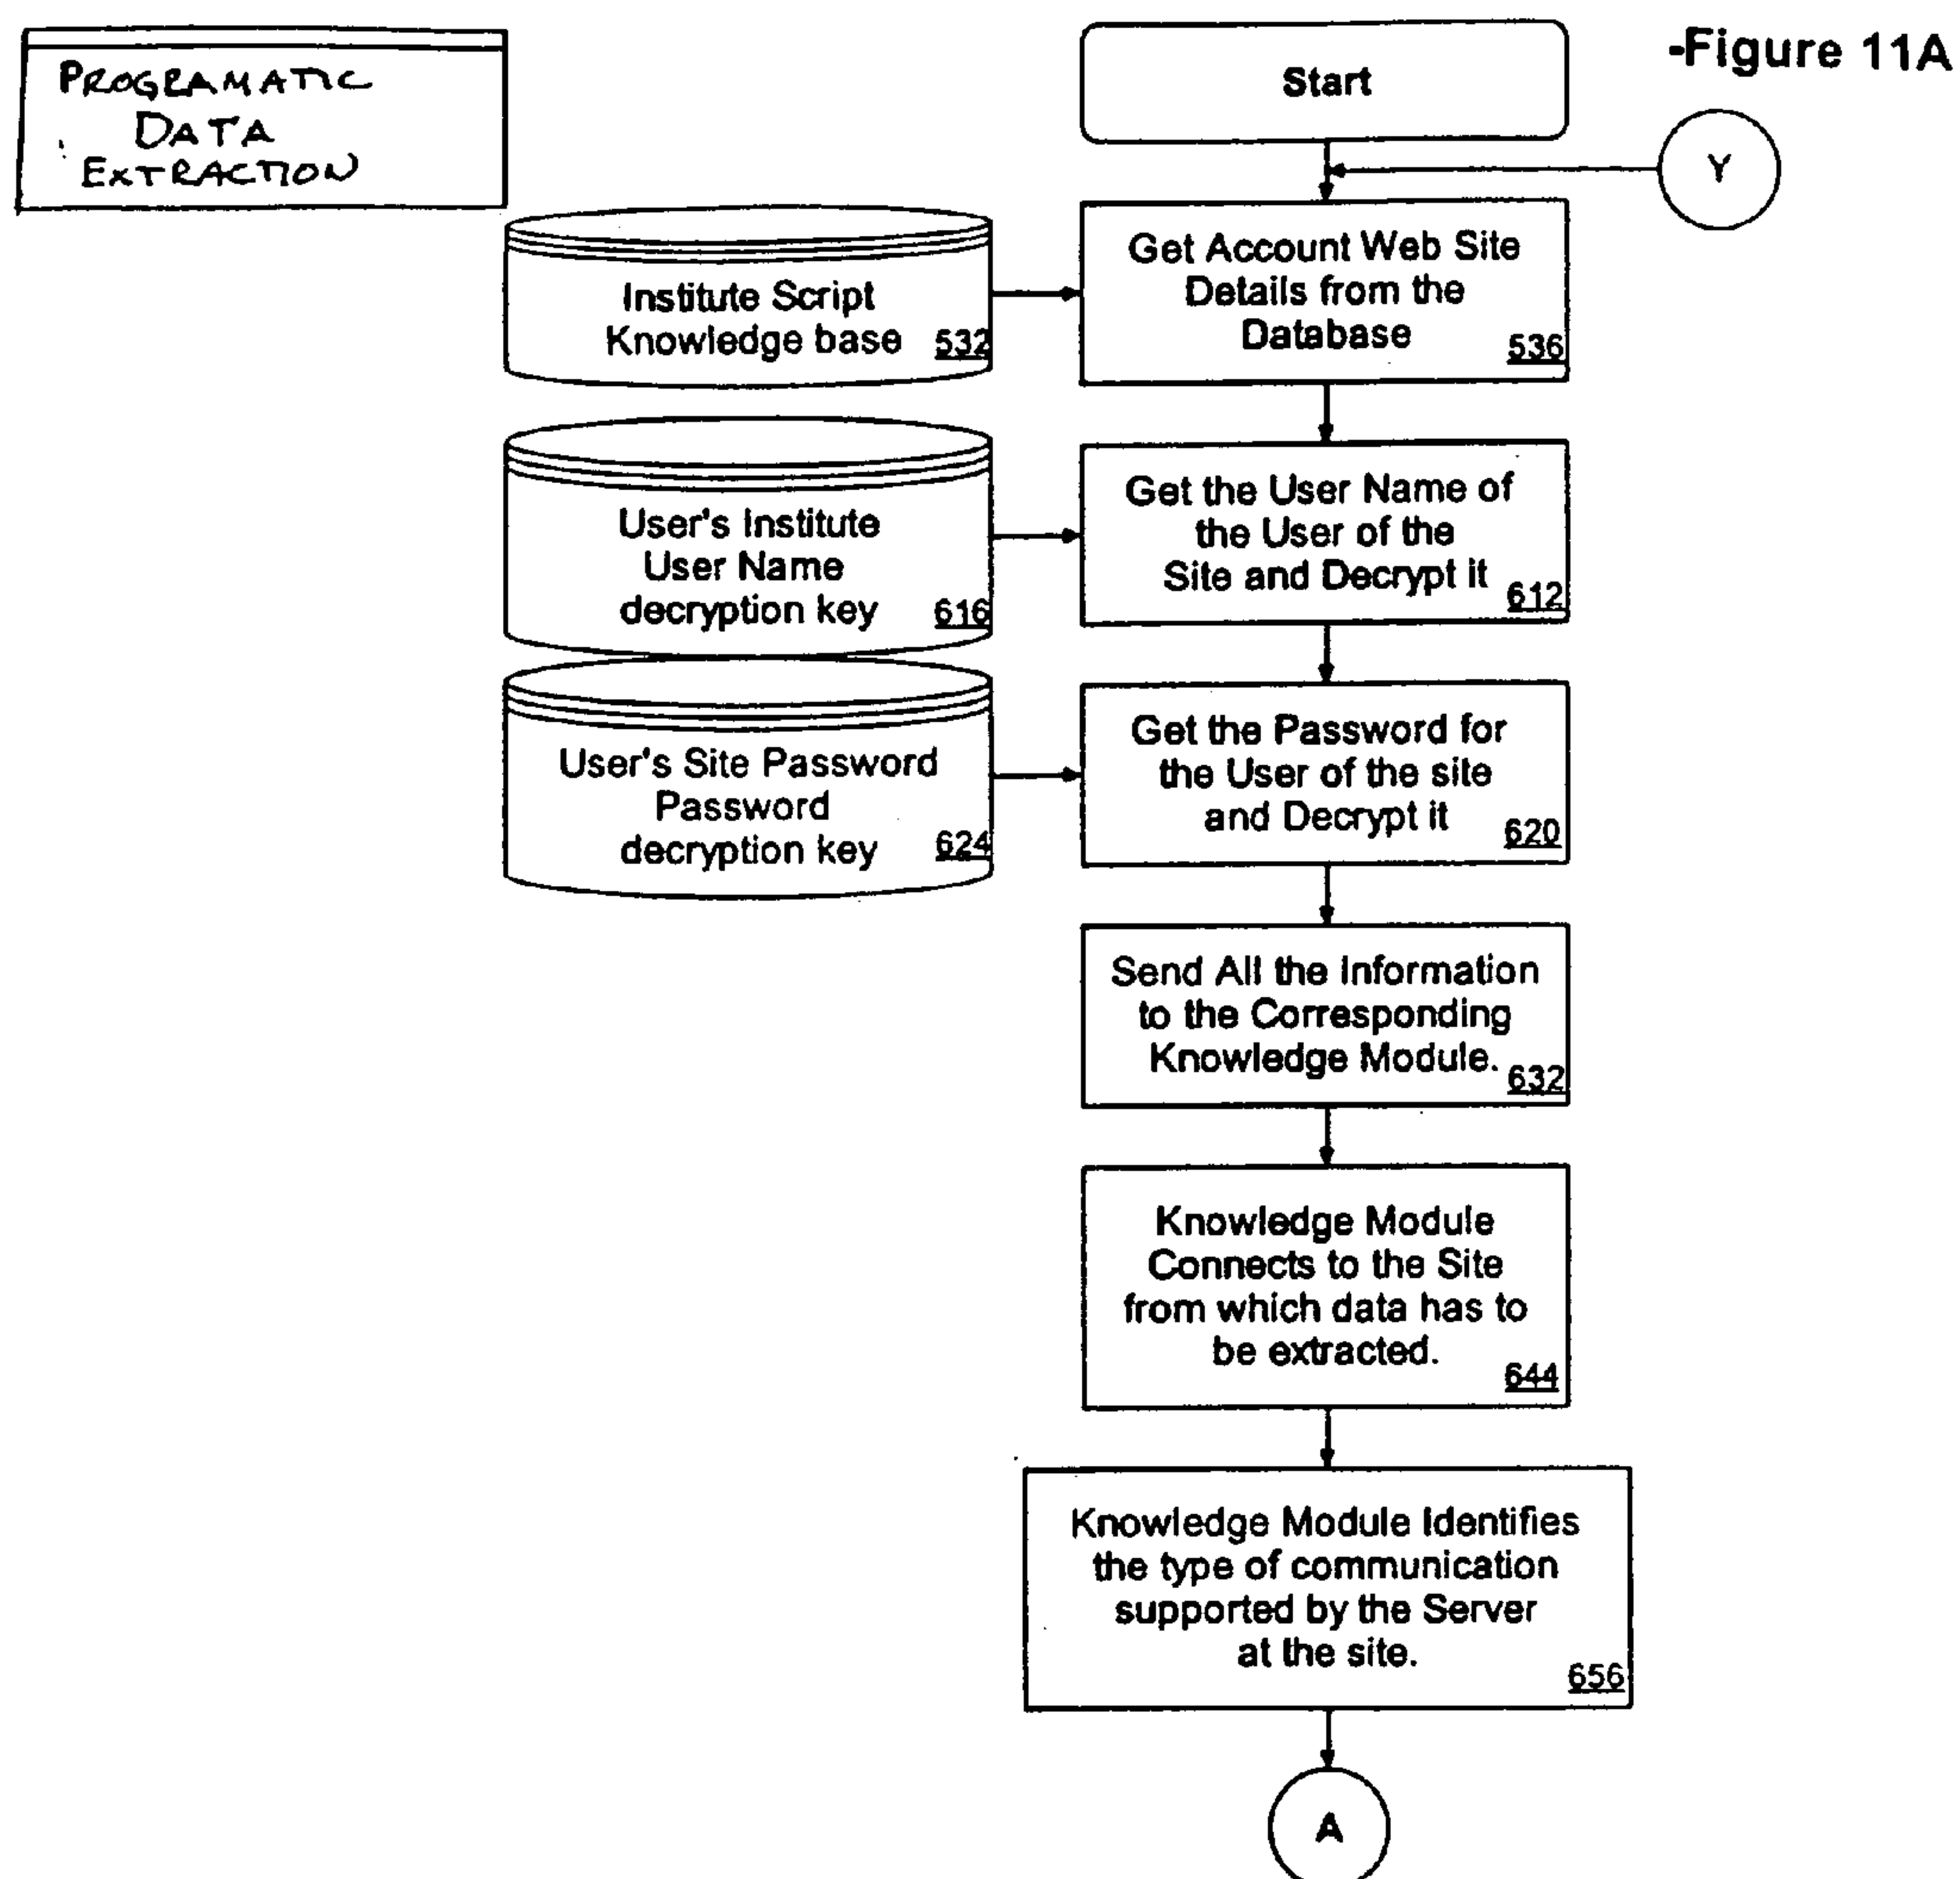 PROGRAMATIC
DATA
EXTRACTION
-Figure 11A
Start
Y
Institute Script
Knowledge base 532
Get Account Web Site
Details from the
Database 536
User's Institute
User Name
decryption key 616
Get the User Name of
the User of the
Site and Decrypt it 612
User's Site Password
Password
decryption key 624
Get the Password for
the User of the site
and Decrypt it 620
Send All the Information
to the Corresponding
Knowledge Module. 632
Knowledge Module
Connects to the Site
from which data has to
be extracted.
644
Knowledge Module Identifies
the type of communication
supported by the Server
at the site.
656
A